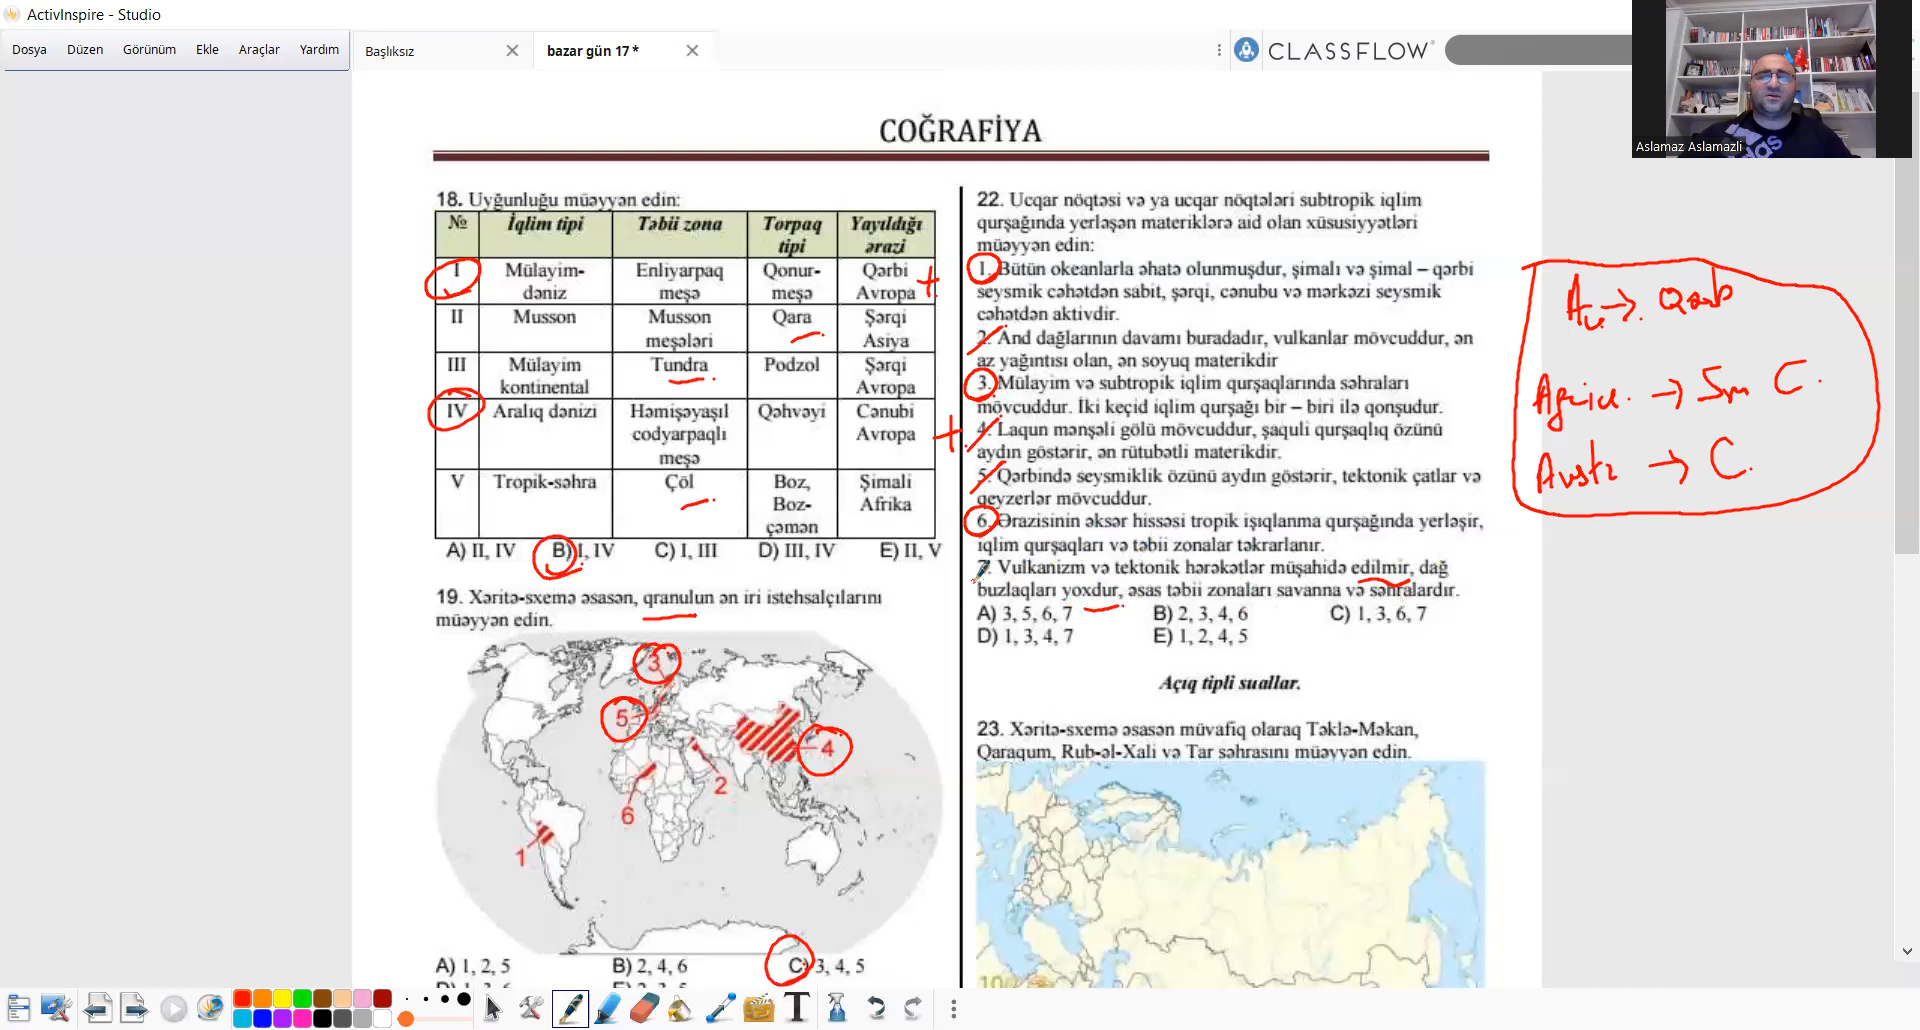 ActivInspire - Studio
Dosya Düzen Görünüm Ekle Araçlar Yardım
Başlıksız
bazar gün 17 *
CLASSFLOW
Aslamaz Aslamazli
COĞRAFİYA
18. Uyğunluğu müəyyən edin:
№ İqlim tipi Təbii zona Torpaq tipi Yayıldığı ərazi
I Mülayim-dəniz Enliyarpaq meşə Qonur-meşə Qərbi Avropa +
II Musson Musson meşələri Qara Şərqi Asiya
III Mülayim kontinental Tundra Podzol Şərqi Avropa
IV Aralıq dənizi Həmişəyaşıl codyarpaqlı meşə Qəhvəyi Cənubi Avropa +
V Tropik-səhra Çöl Boz, Boz-çəmən Şimali Afrika
A) II, IV B) I, IV C) I, III D) III, IV E) II, V
19. Xəritə-sxemə əsasən, qranulun ən iri istehsalçılarını
müəyyən edin.
3
5
4
2
6
1
A) 1, 2, 5 B) 2, 4, 6 C) 3, 4, 5
22. Ucqar nöqtəsi və ya ucqar nöqtələri subtropik iqlim
qurşağında yerləşən materiklərə aid olan xüsusiyyətləri
müəyyən edin:
1. Bütün okeanlarla əhatə olunmuşdur, şimalı və şimal – qərbi
seysmik cəhətdən sabit, şərqi, cənubu və mərkəzi seysmik
cəhətdən aktivdir.
2. And dağlarının davamı buradadır, vulkanlar mövcuddur, ən
az yağıntısı olan, ən soyuq materikdir
3. Mülayim və subtropik iqlim qurşaqlarında səhraları
mövcuddur. İki keçid iqlim qurşağı bir – biri ilə qonşudur.
4. Laqun mənşəli gölü mövcuddur, şaquli qurşaqlıq özünü
aydın göstərir, ən rütubətli materikdir.
5. Qərbində seysmiklik özünü aydın göstərir, tektonik çatlar və
qeyzerlər mövcuddur.
6. Ərazisinin əksər hissəsi tropik işıqlanma qurşağında yerləşir,
iqlim qurşaqları və təbii zonalar təkrarlanır.
7. Vulkanizm və tektonik hərəkətlər müşahidə edilmir, dağ
buzlaqları yoxdur, əsas təbii zonaları savanna və səhralardır.
A) 3, 5, 6, 7 B) 2, 3, 4, 6 C) 1, 3, 6, 7
D) 1, 3, 4, 7 E) 1, 2, 4, 5
Açıq tipli suallar.
23. Xəritə-sxemə əsasən müvafiq olaraq Təklə-Məkan,
Qaraqum, Rub-əl-Xali və Tar səhrasını müəyyən edin.
10
→ Qərb
→ Şm C.
Avstr → C.
T